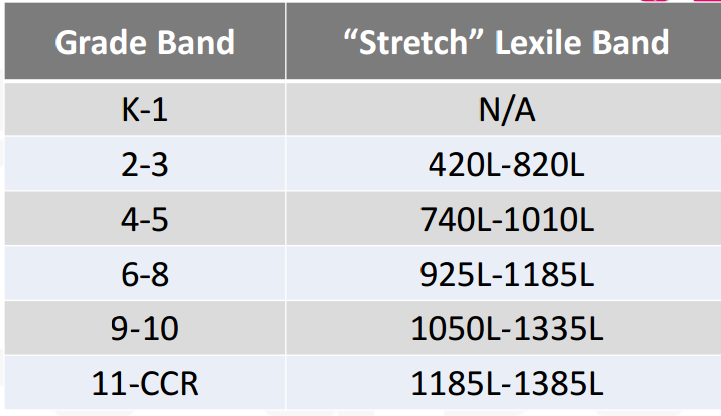 Grade Band “Stretch” Lexile Band
K-1 N/A
2-3 420L-820L
4-5 740L-1010L
6-8 925L-1185L
9-10 1050L-1335L
11-CCR 1185L-1385L